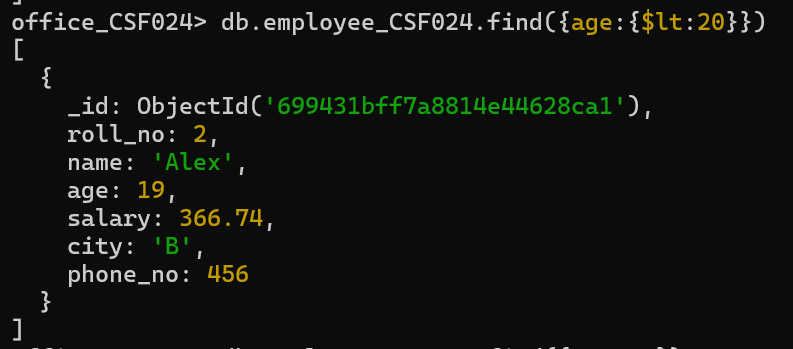 ]
office_CSF024> db.employee_CSF024.find({age:{$lt:20}})
[
  {
    _id: ObjectId('699431bff7a8814e44628ca1'),
    roll_no: 2,
    name: 'Alex',
    age: 19,
    salary: 366.74,
    city: 'B',
    phone_no: 456
  }
]